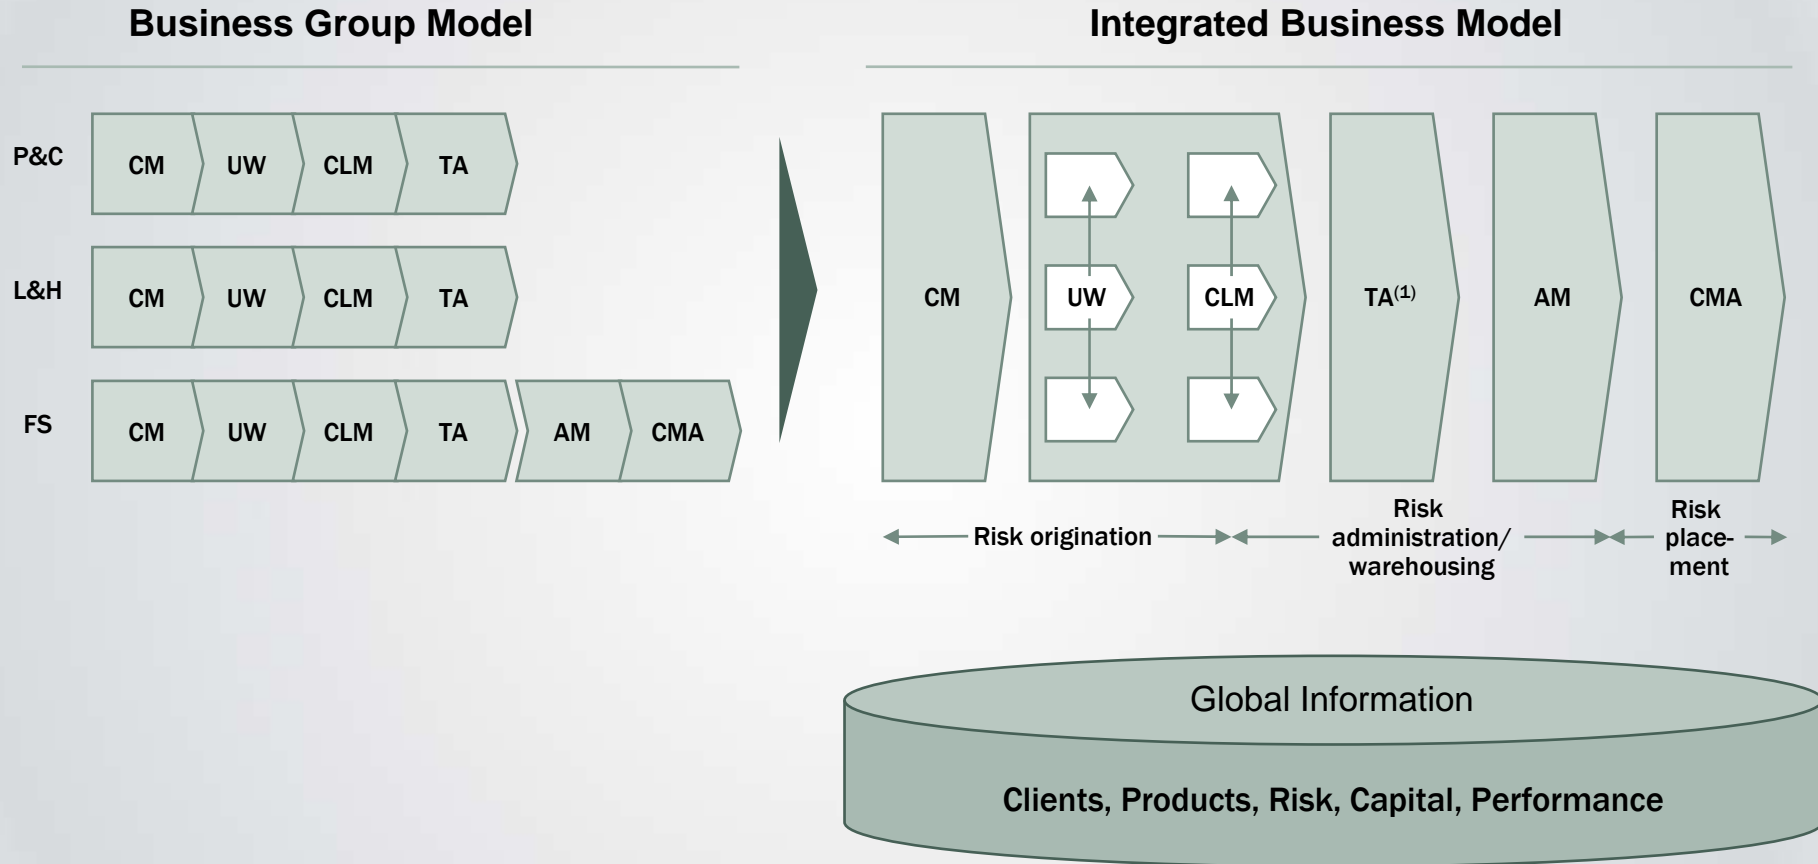 Business Group Model
P&C
CM UW CLM TA
L&H
CM UW CLM TA
FS
CM UW CLM TA AM CMA
Integrated Business Model
CM UW CLM TA(1) AM CMA
Risk origination
Risk
administration/
warehousing
Risk
place-
ment
Global Information
Clients, Products, Risk, Capital, Performance